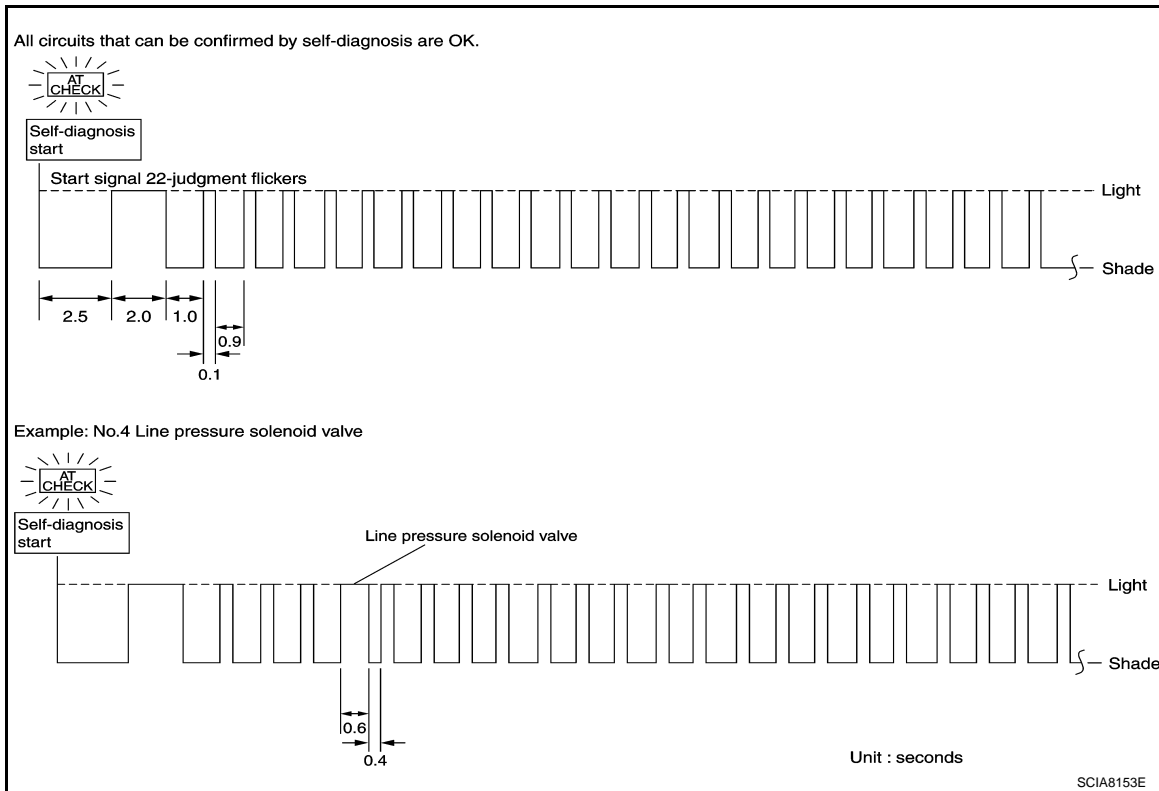 All circuits that can be confirmed by self-diagnosis are OK.
AT
CHECK
Self-diagnosis
start
Start signal 22-judgment flickers
Light
Shade
2.5
2.0
1.0
0.9
0.1
Example: No.4 Line pressure solenoid valve
AT
CHECK
Self-diagnosis
start
Line pressure solenoid valve
Light
Shade
0.6
0.4
Unit : seconds
SCIA8153E